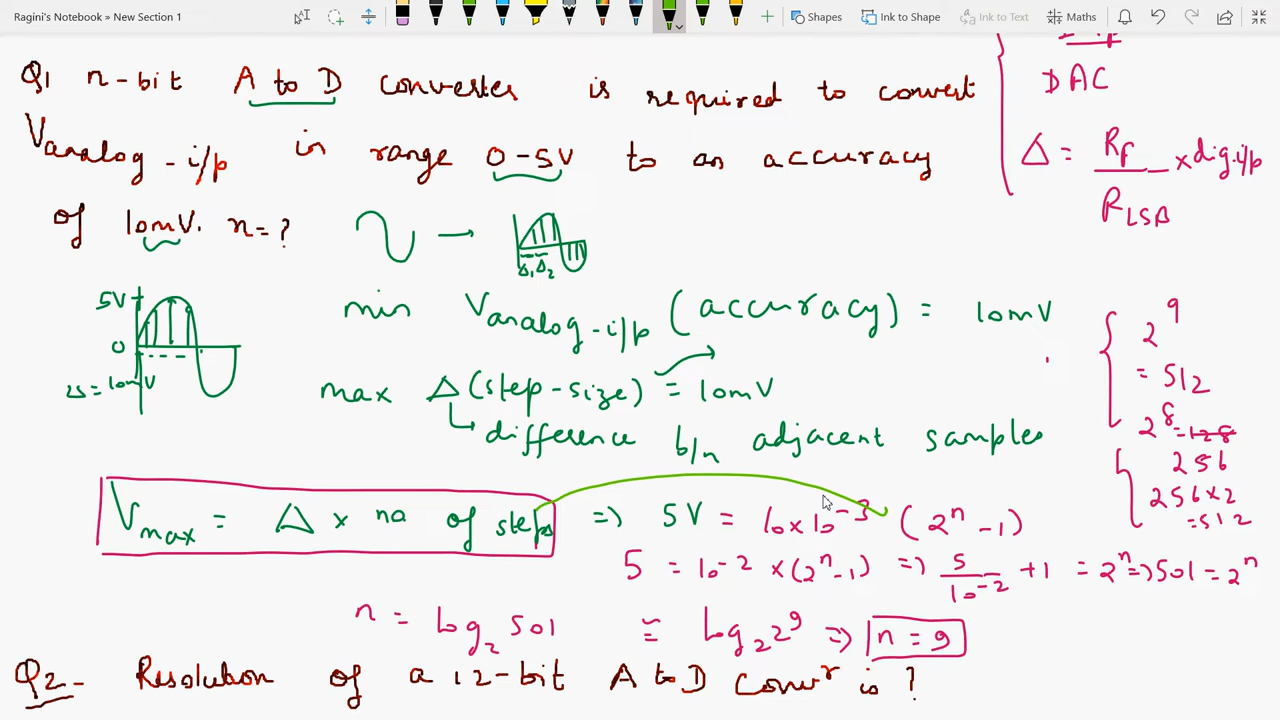 Ragini's Notebook » New Section 1
Shapes
Ink to Shape
Ink to Text
Maths
Q1 n-bit A to D converter is required to convert
Vanalog-i/p in range 0-5V to an accuracy
of 10mV. n=?
DAC
Δ = Rf / RLSB × dig.i/p
Δ1 Δ2
5V
0
Δ=10mV
min Vanalog-i/p (accuracy) = 10mV
max Δ (step-size) = 10mV
difference b/n adjacent samples
2^9
= 512
2^8 = 128
256
256×2
=512
Vmax = Δ × no of steps => 5V = 10×10^-3 (2^n -1)
5 = 10^-2 ×(2^n-1) => 5/10^-2 +1 = 2^n => 501 = 2^n
n = log2 501 ≅ log2 2^9 => n = 9
Q2- Resolution of a 12-bit A to D convr is ?